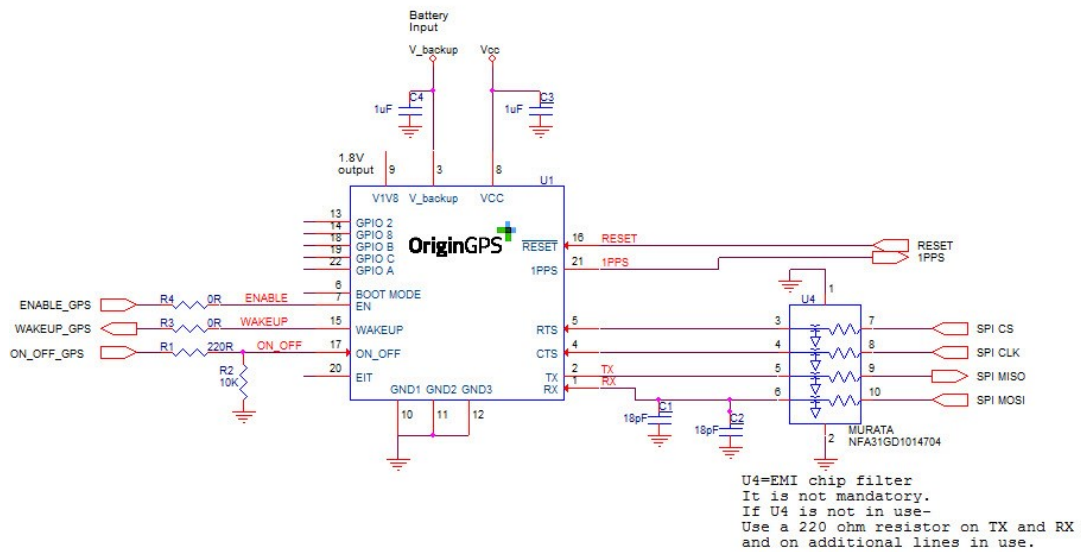 Battery
Input
V_backup
Vcc
C4
1uF
C3
1uF
1.8V
output
9
3
8
U1
V1V8 V_backup VCC
13 GPIO 2
14 GPIO 8
18 GPIO B
19 GPIO C
22 GPIO A
OriginGPS
RESET 16 RESET
RESET
1PPS 21 1PPS
1PPS
6 BOOT MODE
ENABLE_GPS R4 0R ENABLE 7 EN
WAKEUP_GPS R3 0R WAKEUP 15 WAKEUP
ON_OFF_GPS R1 220R ON_OFF 17 ON_OFF
R2
10K
20 EIT
GND1 GND2 GND3
10 11 12
U4
1
RTS 5 3 7 SPI CS
CTS 4 4 8 SPI CLK
TX 2 TX 5 9 SPI MISO
RX 1 RX 6 10 SPI MOSI
C1
18pF
C2
18pF
2
MURATA
NFA31GD1014704
U4=EMI chip filter
It is not mandatory.
If U4 is not in use-
Use a 220 ohm resistor on TX and RX
and on additional lines in use.